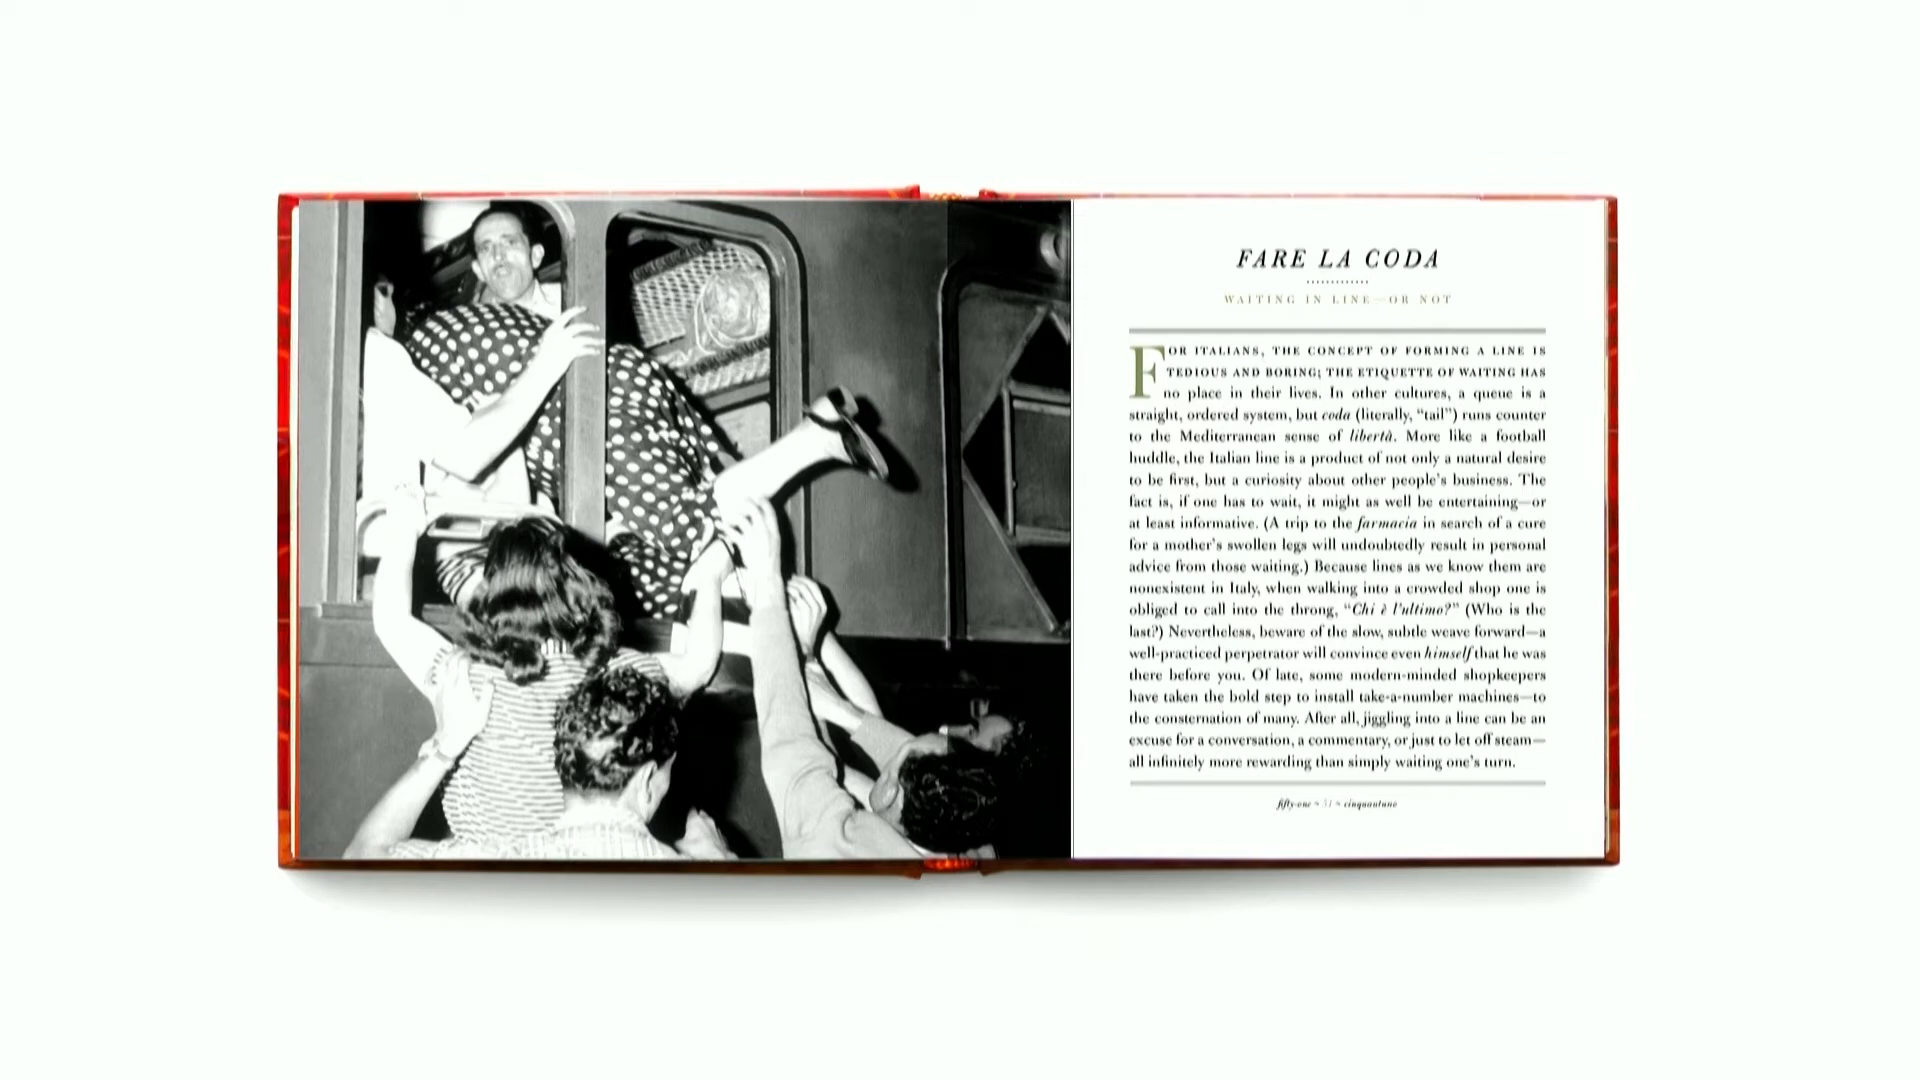 FARE LA CODA
WAITING IN LINE—OR NOT
FOR ITALIANS, THE CONCEPT OF FORMING A LINE IS
TEDIOUS AND BORING; THE ETIQUETTE OF WAITING HAS
no place in their lives. In other cultures, a queue is a
straight, ordered system, but coda (literally, “tail”) runs counter
to the Mediterranean sense of libertà. More like a football
huddle, the Italian line is a product of not only a natural desire
to be first, but a curiosity about other people’s business. The
fact is, if one has to wait, it might as well be entertaining—or
at least informative. (A trip to the farmacia in search of a cure
for a mother’s swollen legs will undoubtedly result in personal
advice from those waiting.) Because lines as we know them are
nonexistent in Italy, when walking into a crowded shop one is
obliged to call into the throng, “Chi è l’ultimo?” (Who is the
last?) Nevertheless, beware of the slow, subtle weave forward—a
well-practiced perpetrator will convince even himself that he was
there before you. Of late, some modern-minded shopkeepers
have taken the bold step to install take-a-number machines—to
the consternation of many. After all, jiggling into a line can be an
excuse for a conversation, a commentary, or just to let off steam—
all infinitely more rewarding than simply waiting one’s turn.
fifty-one ~ 51 ~ cinquantuno